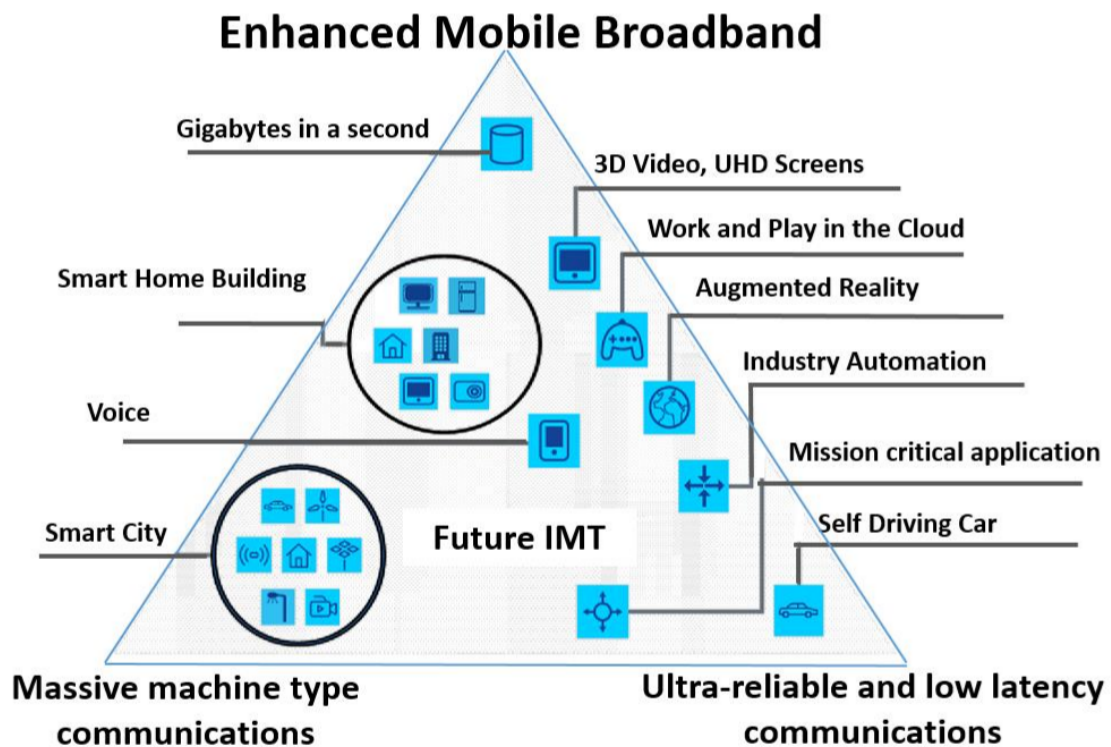 Enhanced Mobile Broadband
Gigabytes in a second
3D Video, UHD Screens
Work and Play in the Cloud
Smart Home Building
Augmented Reality
Industry Automation
Voice
Mission critical application
Smart City
Future IMT
Self Driving Car
Massive machine type
communications
Ultra-reliable and low latency
communications